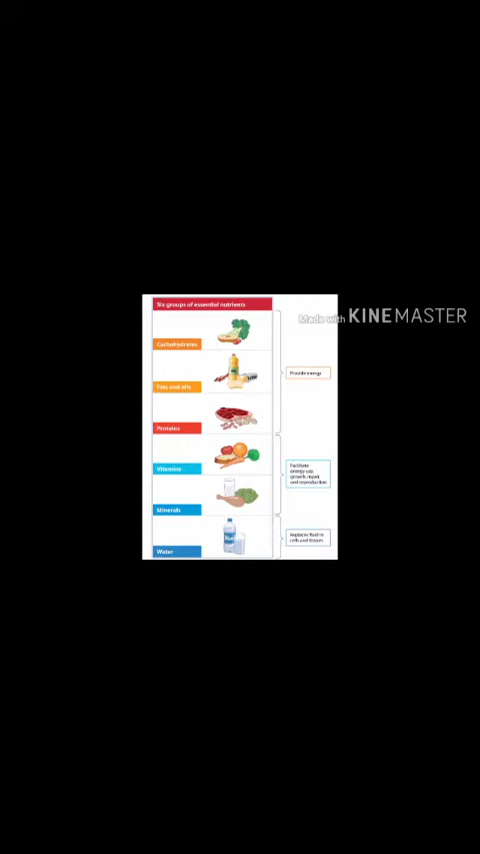 Six groups of essential nutrients
Made with KINEMASTER
Carbohydrates
Provide energy
Fats and oils
Proteins
Vitamins
Facilitate
energy use,
growth, repair
and reproduction
Minerals
Replaces fluid in
cells and tissues
Water